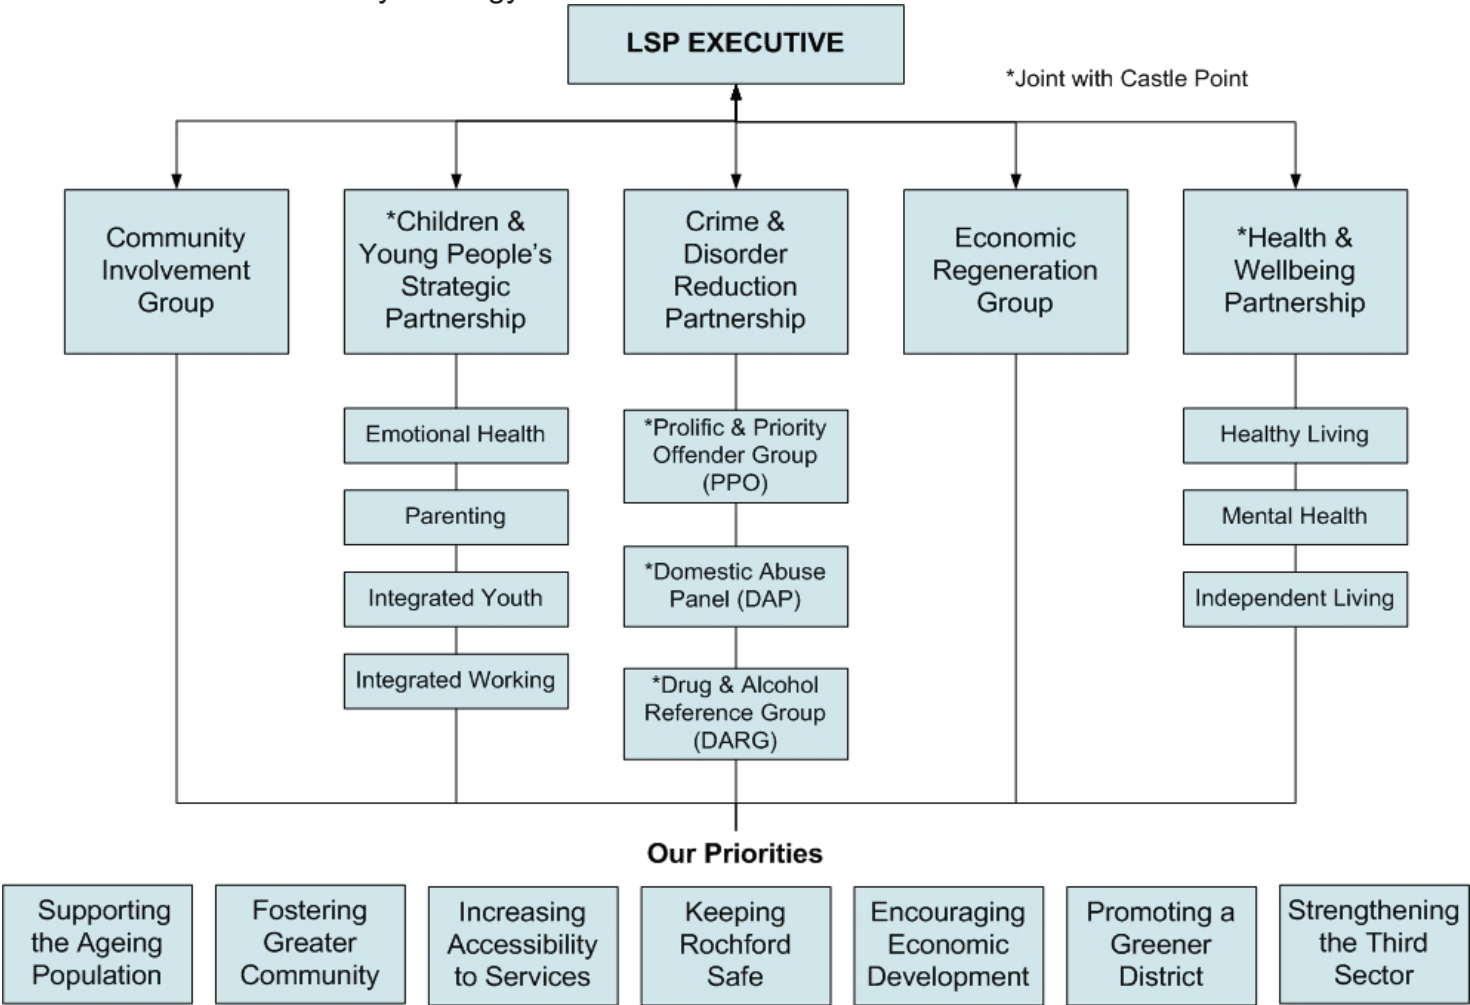 LSP EXECUTIVE
*Joint with Castle Point
Community
Involvement
Group
*Children &
Young People’s
Strategic
Partnership
Crime &
Disorder
Reduction
Partnership
Economic
Regeneration
Group
*Health &
Wellbeing
Partnership
Emotional Health
Parenting
Integrated Youth
Integrated Working
*Prolific & Priority
Offender Group
(PPO)
*Domestic Abuse
Panel (DAP)
*Drug & Alcohol
Reference Group
(DARG)
Healthy Living
Mental Health
Independent Living
Our Priorities
Supporting
the Ageing
Population
Fostering
Greater
Community
Increasing
Accessibility
to Services
Keeping
Rochford
Safe
Encouraging
Economic
Development
Promoting a
Greener
District
Strengthening
the Third
Sector